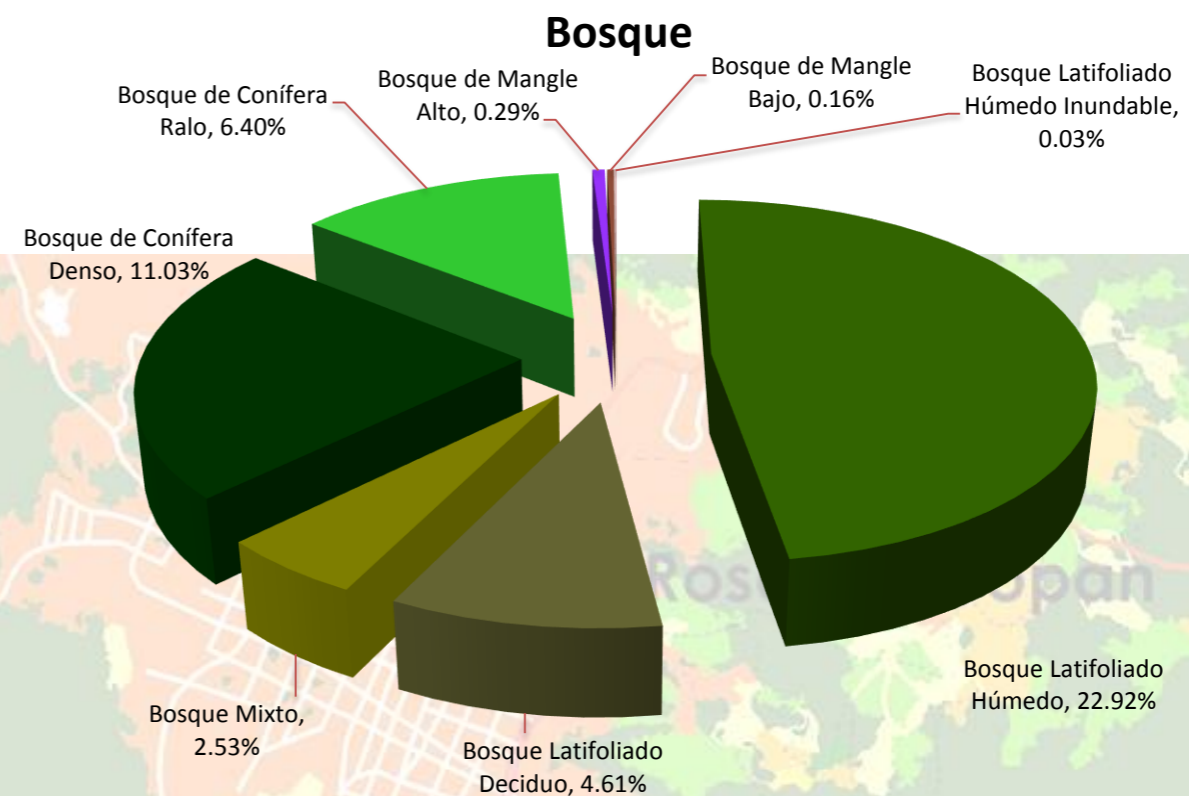 Bosque
Bosque de Conífera
Ralo, 6.40%
Bosque de Mangle
Alto, 0.29%
Bosque de Mangle
Bajo, 0.16%
Bosque Latifoliado
Húmedo Inundable,
0.03%
Bosque de Conífera
Denso, 11.03%
Bosque Latifoliado
Húmedo, 22.92%
Bosque Mixto,
2.53%
Bosque Latifoliado
Deciduo, 4.61%